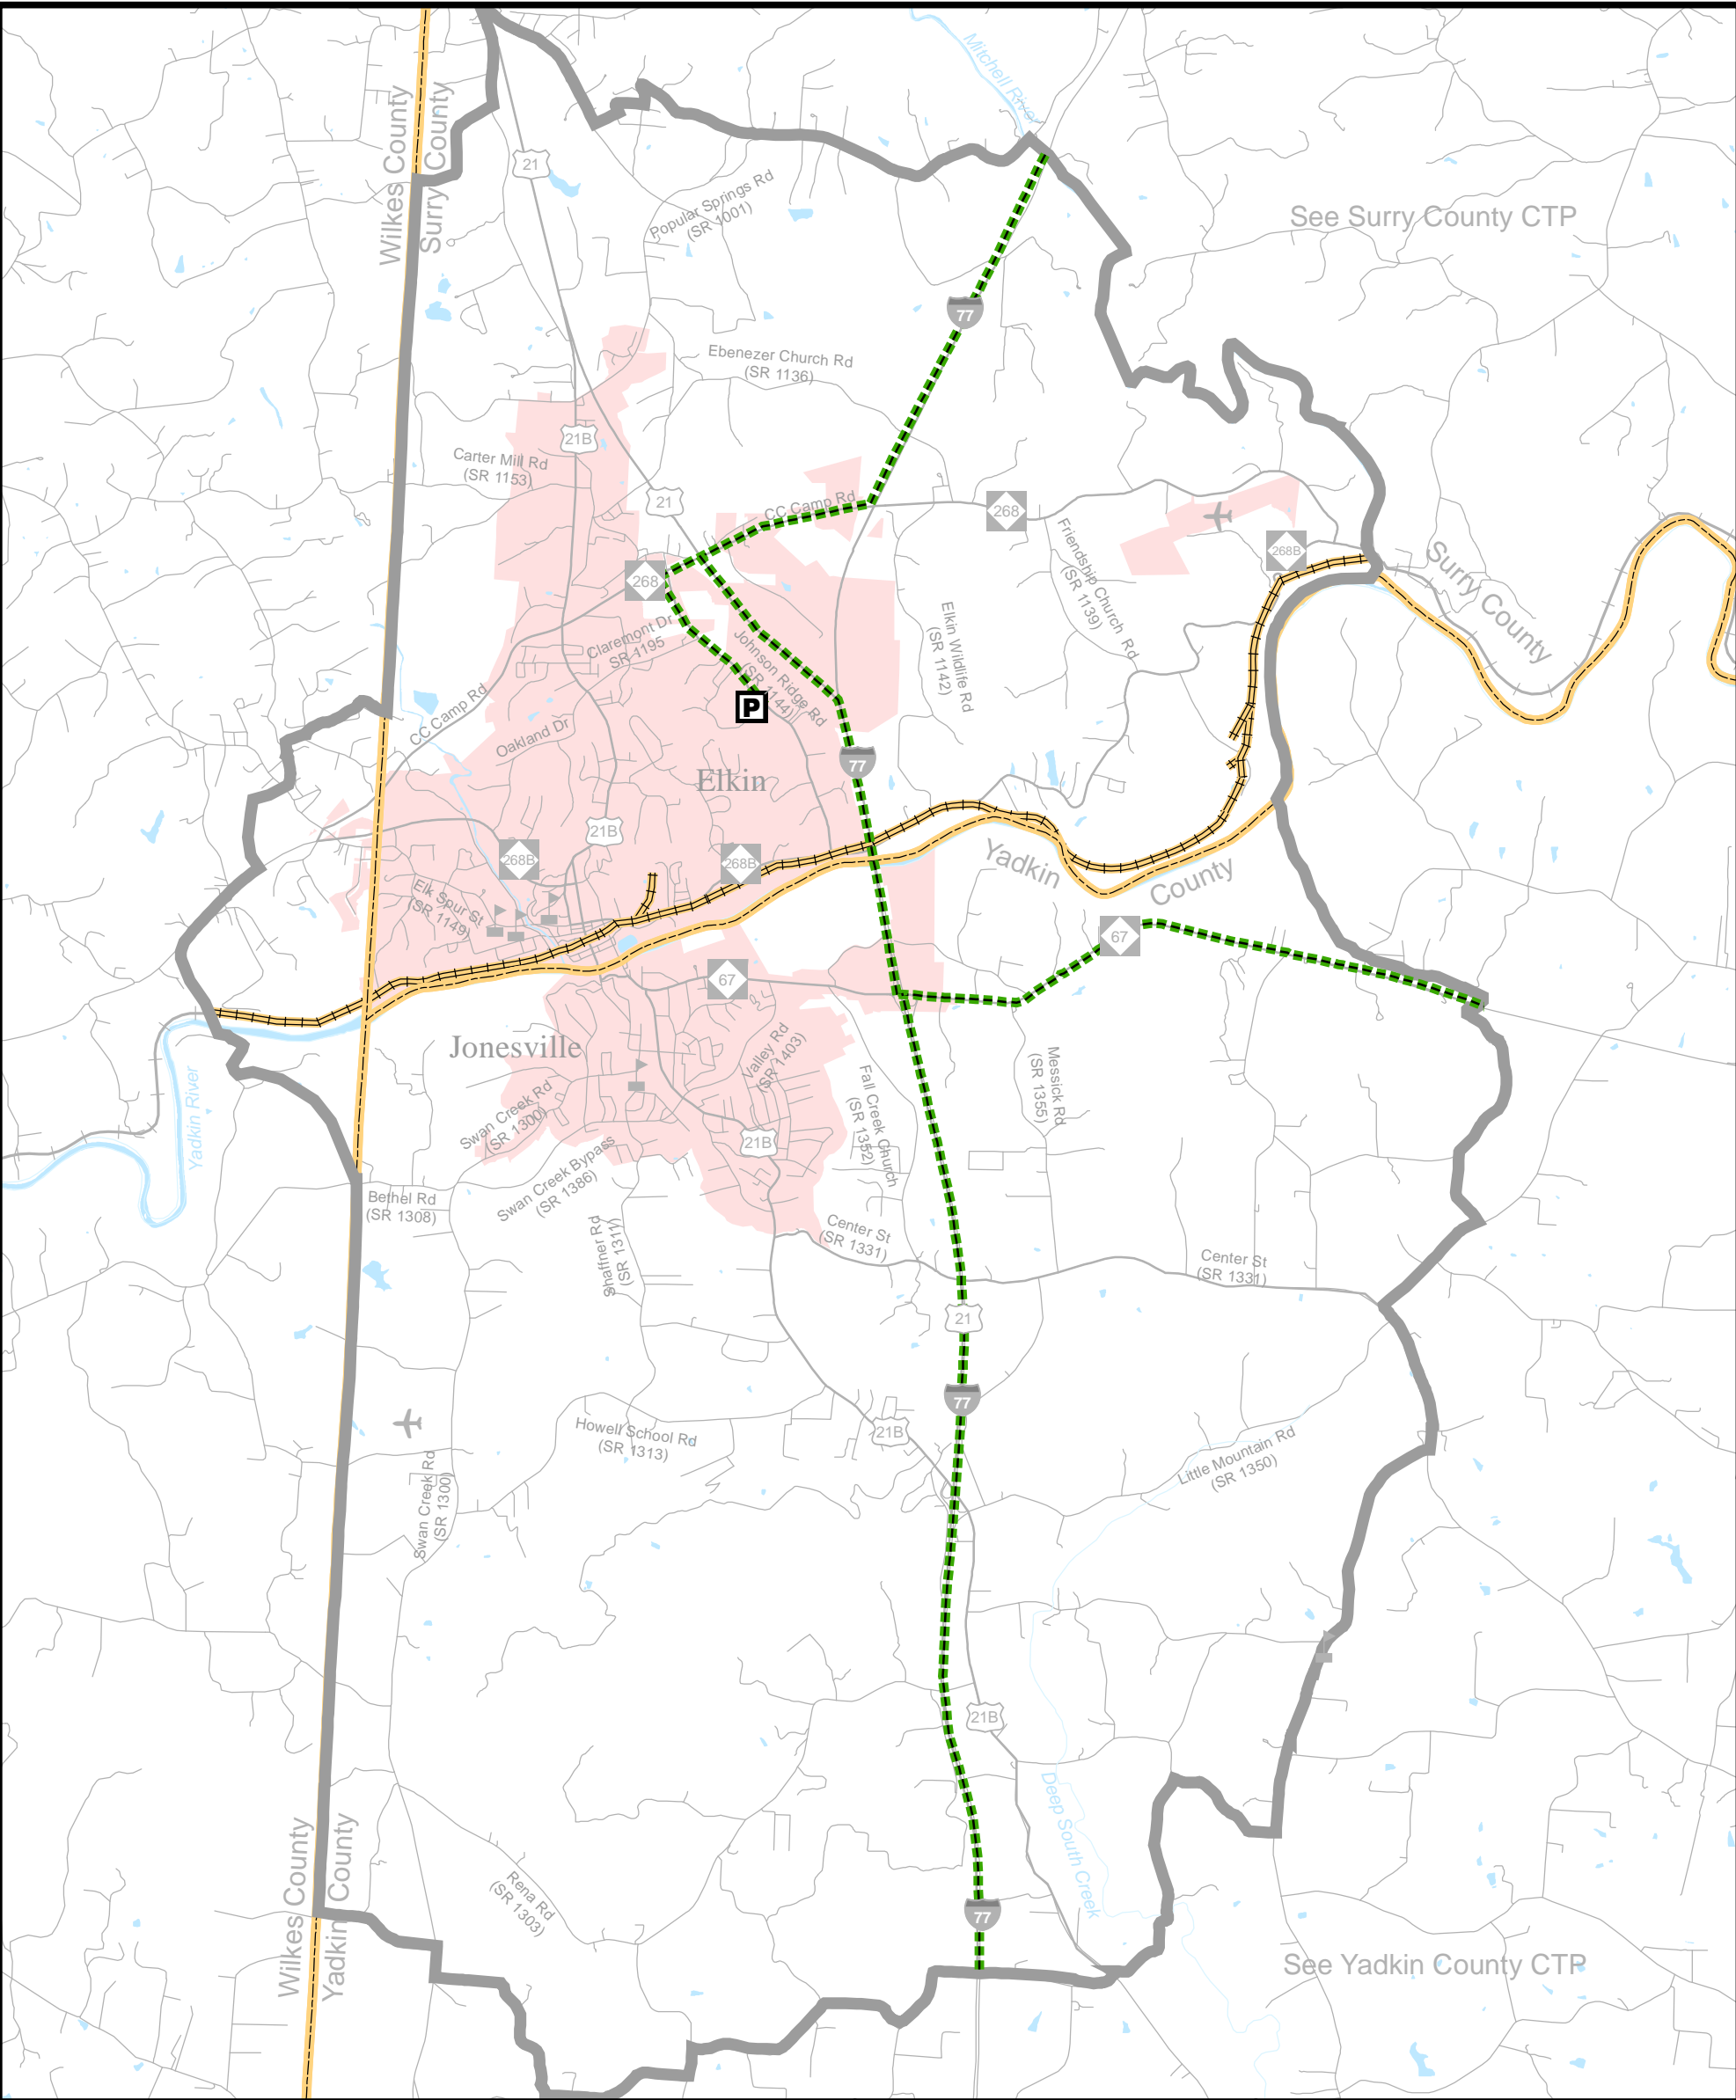 Mitchell River
Wilkes County
Surry County
21
Popular Springs Rd
(SR 1001)
See Surry County CTP
77
Ebenezer Church Rd
(SR 1136)
21B
Carter Mill Rd
(SR 1153)
21
CC Camp Rd
268
268B
Friendship Church Rd
(SR 1139)
Surry County
268
Claremont Dr
SR 1195
Johnson Ridge Rd
(SR 1144)
Elkin Wildlife Rd
(SR 1142)
P
CC Camp Rd
Oakland Dr
77
Elkin
21B
268B
268B
Yadkin County
Elk Spur St
(SR 1149)
67
67
Jonesville
Valley Rd
(SR 1403)
Messick Rd
(SR 1355)
Fall Creek Church
(SR 1352)
Yadkin River
Swan Creek Rd
(SR 1300)
21B
Swan Creek Bypass
(SR 1386)
Bethel Rd
(SR 1308)
Shaffner Rd
(SR 1311)
Center St
(SR 1331)
Center St
(SR 1331)
21
77
21B
Howell School Rd
(SR 1313)
Little Mountain Rd
(SR 1350)
Swan Creek Rd
(SR 1300)
21B
Deep South Creek
Wilkes County
Yadkin County
Rena Rd
(SR 1303)
77
See Yadkin County CTP